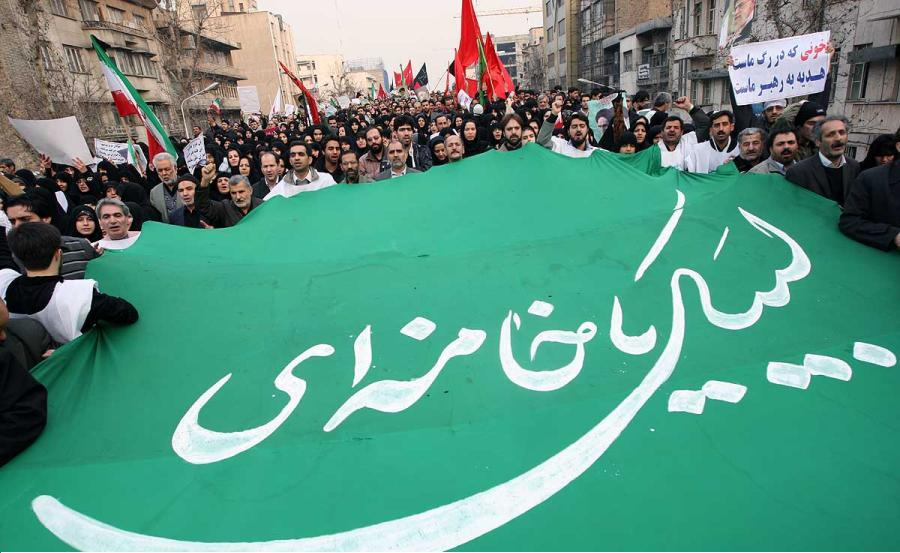 خونی که در رگ ماست
هدیه به رهبر ماست
لبیک یا خامنه ای